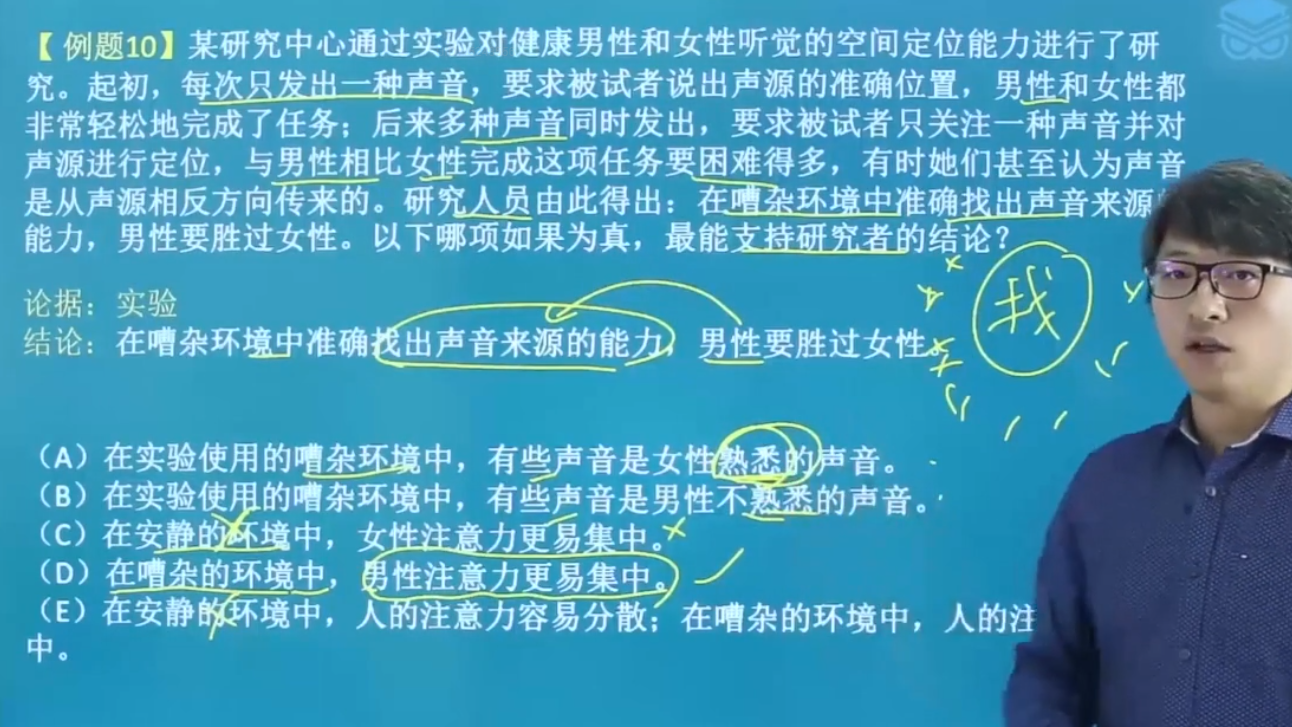 【例题10】某研究中心通过实验对健康男性和女性听觉的空间定位能力进行了研
究。起初，每次只发出一种声音，要求被试者说出声源的准确位置，男性和女性都
非常轻松地完成了任务；后来多种声音同时发出，要求被试者只关注一种声音并对
声源进行定位，与男性相比女性完成这项任务要困难得多，有时她们甚至认为声音
是从声源相反方向传来的。研究人员由此得出：在嘈杂环境中准确找出声音来源
能力，男性要胜过女性。以下哪项如果为真，最能支持研究者的结论？
找
论据：实验
结论：在嘈杂环境中准确找出声音来源的能力，男性要胜过女性。
（A）在实验使用的嘈杂环境中，有些声音是女性熟悉的声音。
（B）在实验使用的嘈杂环境中，有些声音是男性不熟悉的声音。
（C）在安静的环境中，女性注意力更易集中。
（D）在嘈杂的环境中，男性注意力更易集中。
（E）在安静的环境中，人的注意力容易分散；在嘈杂的环境中，人的注
中。